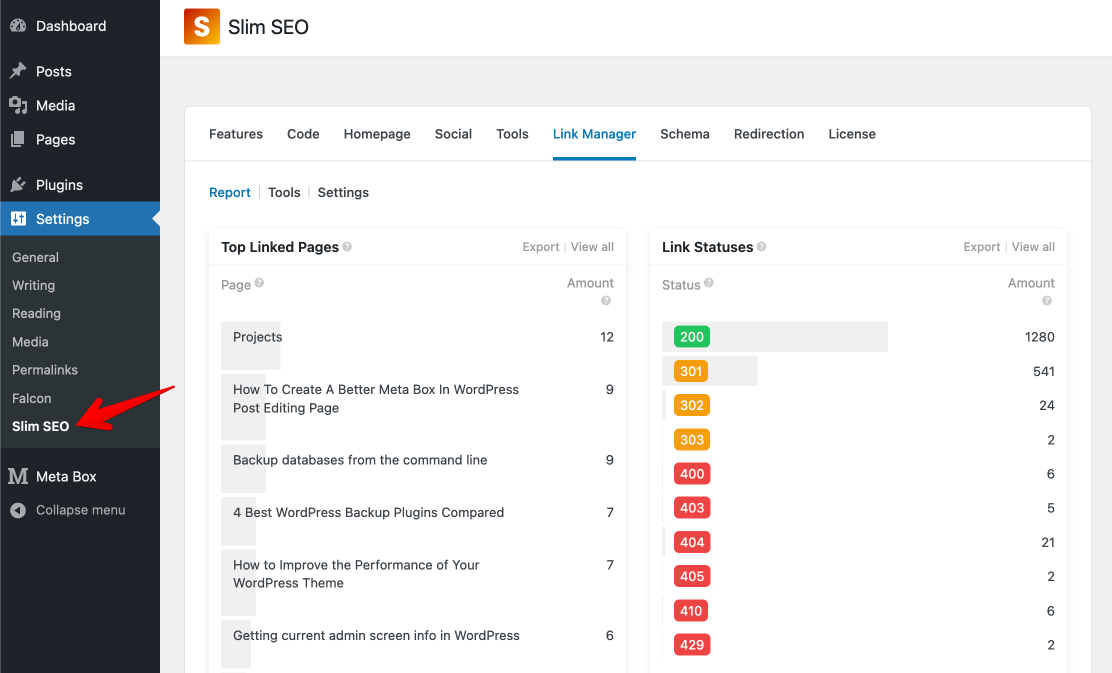 Dashboard
Posts
Media
Pages
Plugins
Settings
General
Writing
Reading
Media
Permalinks
Falcon
Slim SEO
Meta Box
Collapse menu
S Slim SEO
Features Code Homepage Social Tools Link Manager Schema Redirection License
Report | Tools | Settings
Top Linked Pages ? Export | View all
Page ? Amount
?
Projects 12
How To Create A Better Meta Box In WordPress 9
Post Editing Page
Backup databases from the command line 9
4 Best WordPress Backup Plugins Compared 7
How to Improve the Performance of Your 7
WordPress Theme
Getting current admin screen info in WordPress 6
Link Statuses ? Export | View all
Status ? Amount
?
200 1280
301 541
302 24
303 2
400 6
403 5
404 21
405 2
410 6
429 2